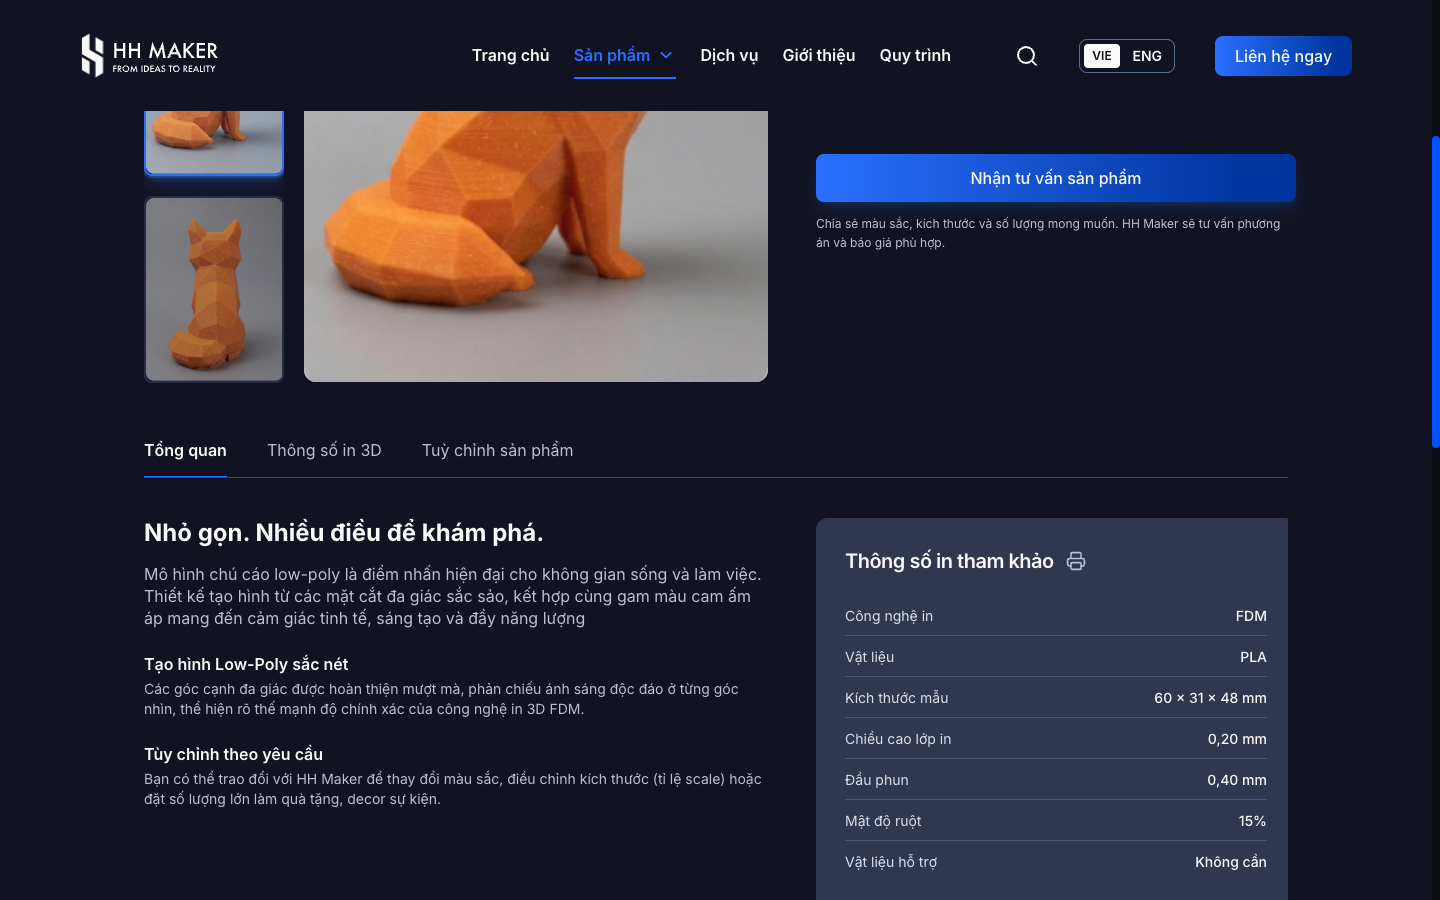 HH MAKER
FROM IDEAS TO REALITY
Trang chủ
Sản phẩm
Dịch vụ
Giới thiệu
Quy trình
VIE
ENG
Liên hệ ngay
Nhận tư vấn sản phẩm
Chia sẻ màu sắc, kích thước và số lượng mong muốn. HH Maker sẽ tư vấn phương
án và báo giá phù hợp.
Tổng quan
Thông số in 3D
Tuỳ chỉnh sản phẩm
Nhỏ gọn. Nhiều điều để khám phá.
Mô hình chú cáo low-poly là điểm nhấn hiện đại cho không gian sống và làm việc.
Thiết kế tạo hình từ các mặt cắt đa giác sắc sảo, kết hợp cùng gam màu cam ấm
áp mang đến cảm giác tinh tế, sáng tạo và đầy năng lượng
Tạo hình Low-Poly sắc nét
Các góc cạnh đa giác được hoàn thiện mượt mà, phản chiếu ánh sáng độc đáo ở từng góc
nhìn, thể hiện rõ thế mạnh độ chính xác của công nghệ in 3D FDM.
Tùy chỉnh theo yêu cầu
Bạn có thể trao đổi với HH Maker để thay đổi màu sắc, điều chỉnh kích thước (tỉ lệ scale) hoặc
đặt số lượng lớn làm quà tặng, decor sự kiện.
Thông số in tham khảo
Công nghệ in FDM
Vật liệu PLA
Kích thước mẫu 60 × 31 × 48 mm
Chiều cao lớp in 0,20 mm
Đầu phun 0,40 mm
Mật độ ruột 15%
Vật liệu hỗ trợ Không cần